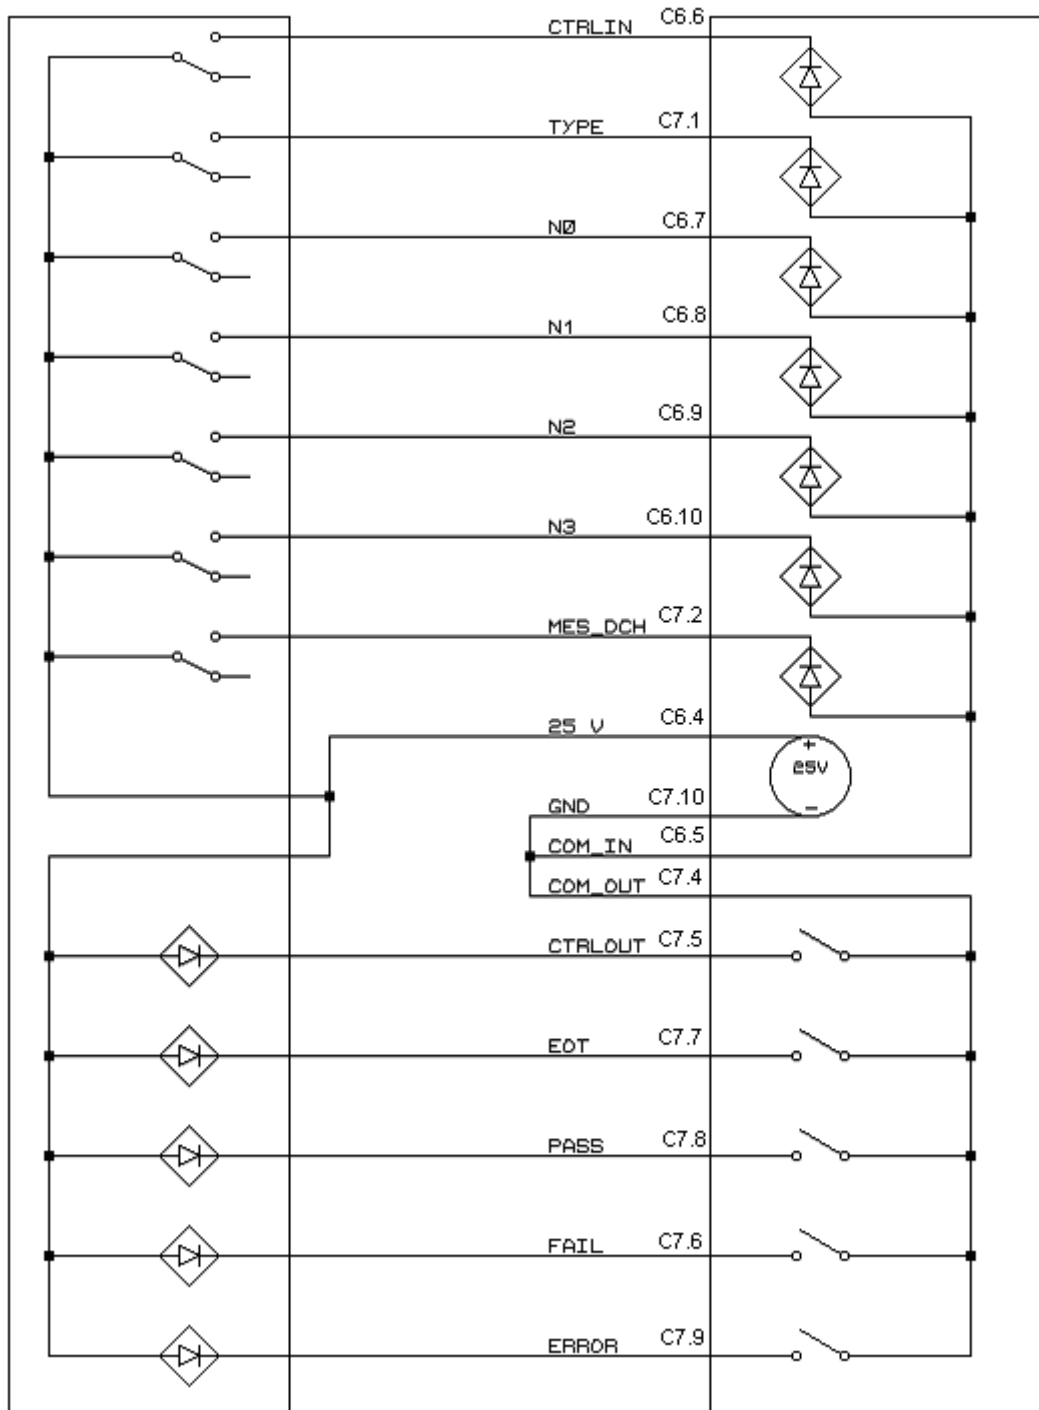 CTRLIN C6.6
TYPE C7.1
NØ C6.7
N1 C6.8
N2 C6.9
N3 C6.10
MES_DCH C7.2
25 V C6.4
+
25V
−
GND C7.10
COM_IN C6.5
COM_OUT C7.4
CTRLOUT C7.5
EOT C7.7
PASS C7.8
FAIL C7.6
ERROR C7.9